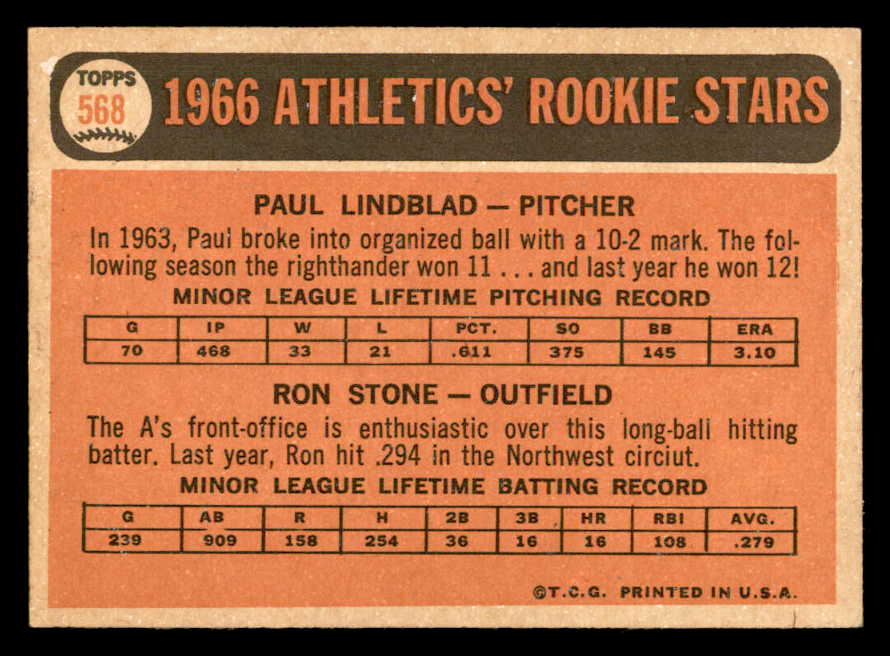 TOPPS
568
1966 ATHLETICS' ROOKIE STARS
PAUL LINDBLAD — PITCHER
In 1963, Paul broke into organized ball with a 10-2 mark. The fol-
lowing season the righthander won 11 . . . and last year he won 12!
MINOR LEAGUE LIFETIME PITCHING RECORD
G IP W L PCT. SO BB ERA
70 468 33 21 .611 375 145 3.10
RON STONE — OUTFIELD
The A's front-office is enthusiastic over this long-ball hitting
batter. Last year, Ron hit .294 in the Northwest circiut.
MINOR LEAGUE LIFETIME BATTING RECORD
G AB R H 2B 3B HR RBI AVG.
239 909 158 254 36 16 16 108 .279
©T.C.G. PRINTED IN U.S.A.